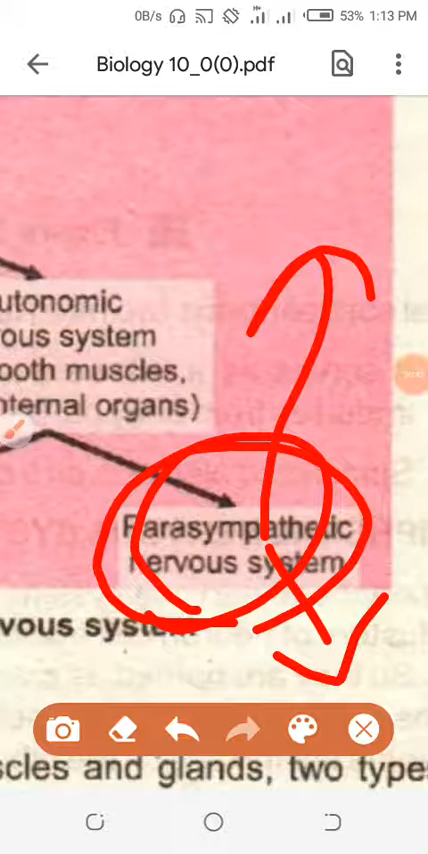 0B/s
53% 1:13 PM
Biology 10_0(0).pdf
utonomic
ous system
ooth muscles,
nternal organs)
Parasympathetic
nervous system
vous system
scles and glands, two types